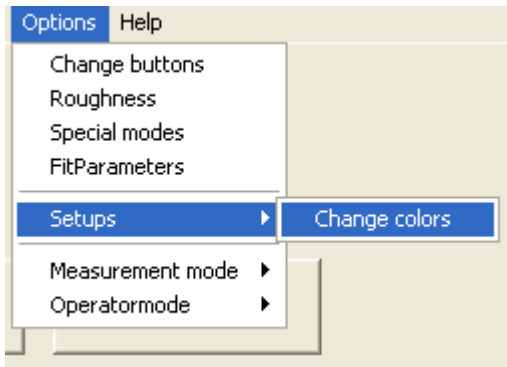 Options Help
Change buttons
Roughness
Special modes
FitParameters
Setups Change colors
Measurement mode
Operatormode